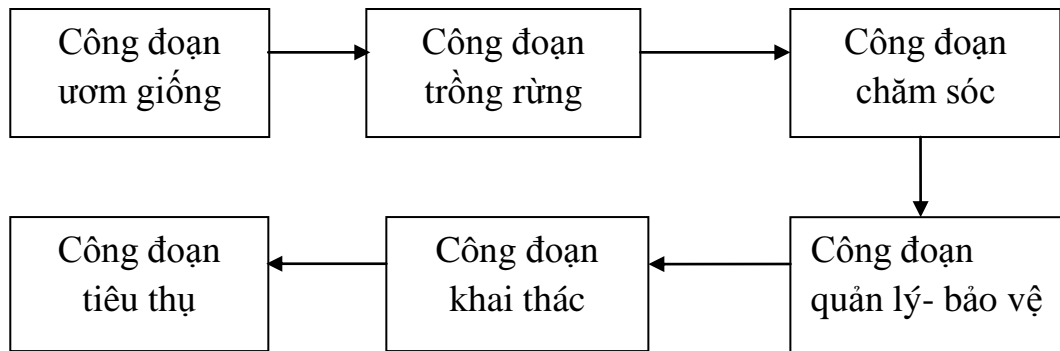 Công đoạn
ươm giống
Công đoạn
trồng rừng
Công đoạn
chăm sóc
Công đoạn
quản lý- bảo vệ
Công đoạn
khai thác
Công đoạn
tiêu thụ